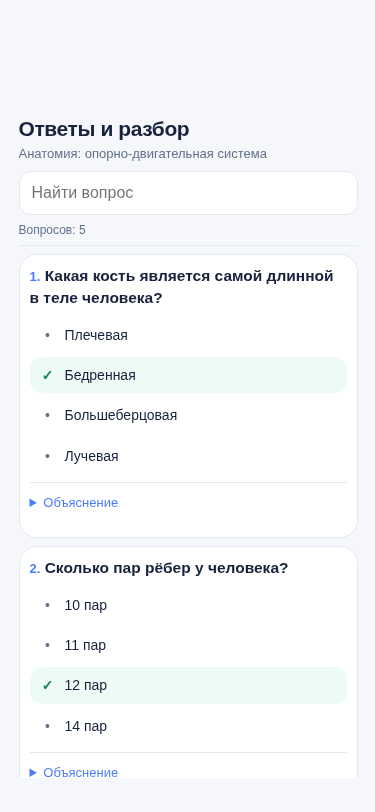 Ответы и разбор
Анатомия: опорно-двигательная система
Найти вопрос
Вопросов: 5
1. Какая кость является самой длинной
в теле человека?
• Плечевая
✓ Бедренная
• Большеберцовая
• Лучевая
▶ Объяснение
2. Сколько пар рёбер у человека?
• 10 пар
• 11 пар
✓ 12 пар
• 14 пар
▶ Объяснение